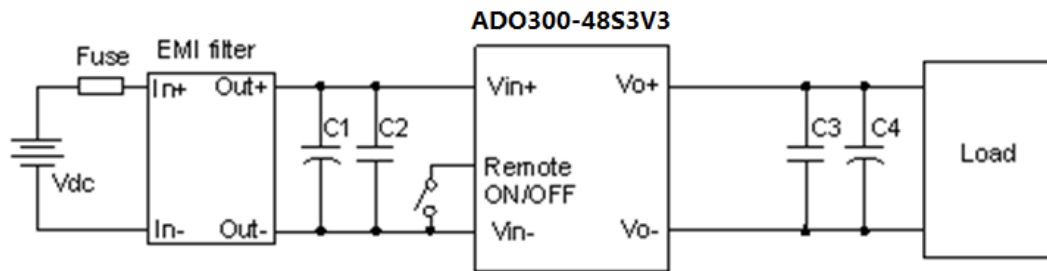 ADO300-48S3V3
Fuse
EMI filter
In+ Out+
Vin+ Vo+
C1 C2
C3 C4
Vdc
Remote
ON/OFF
Load
In- Out-
Vin- Vo-